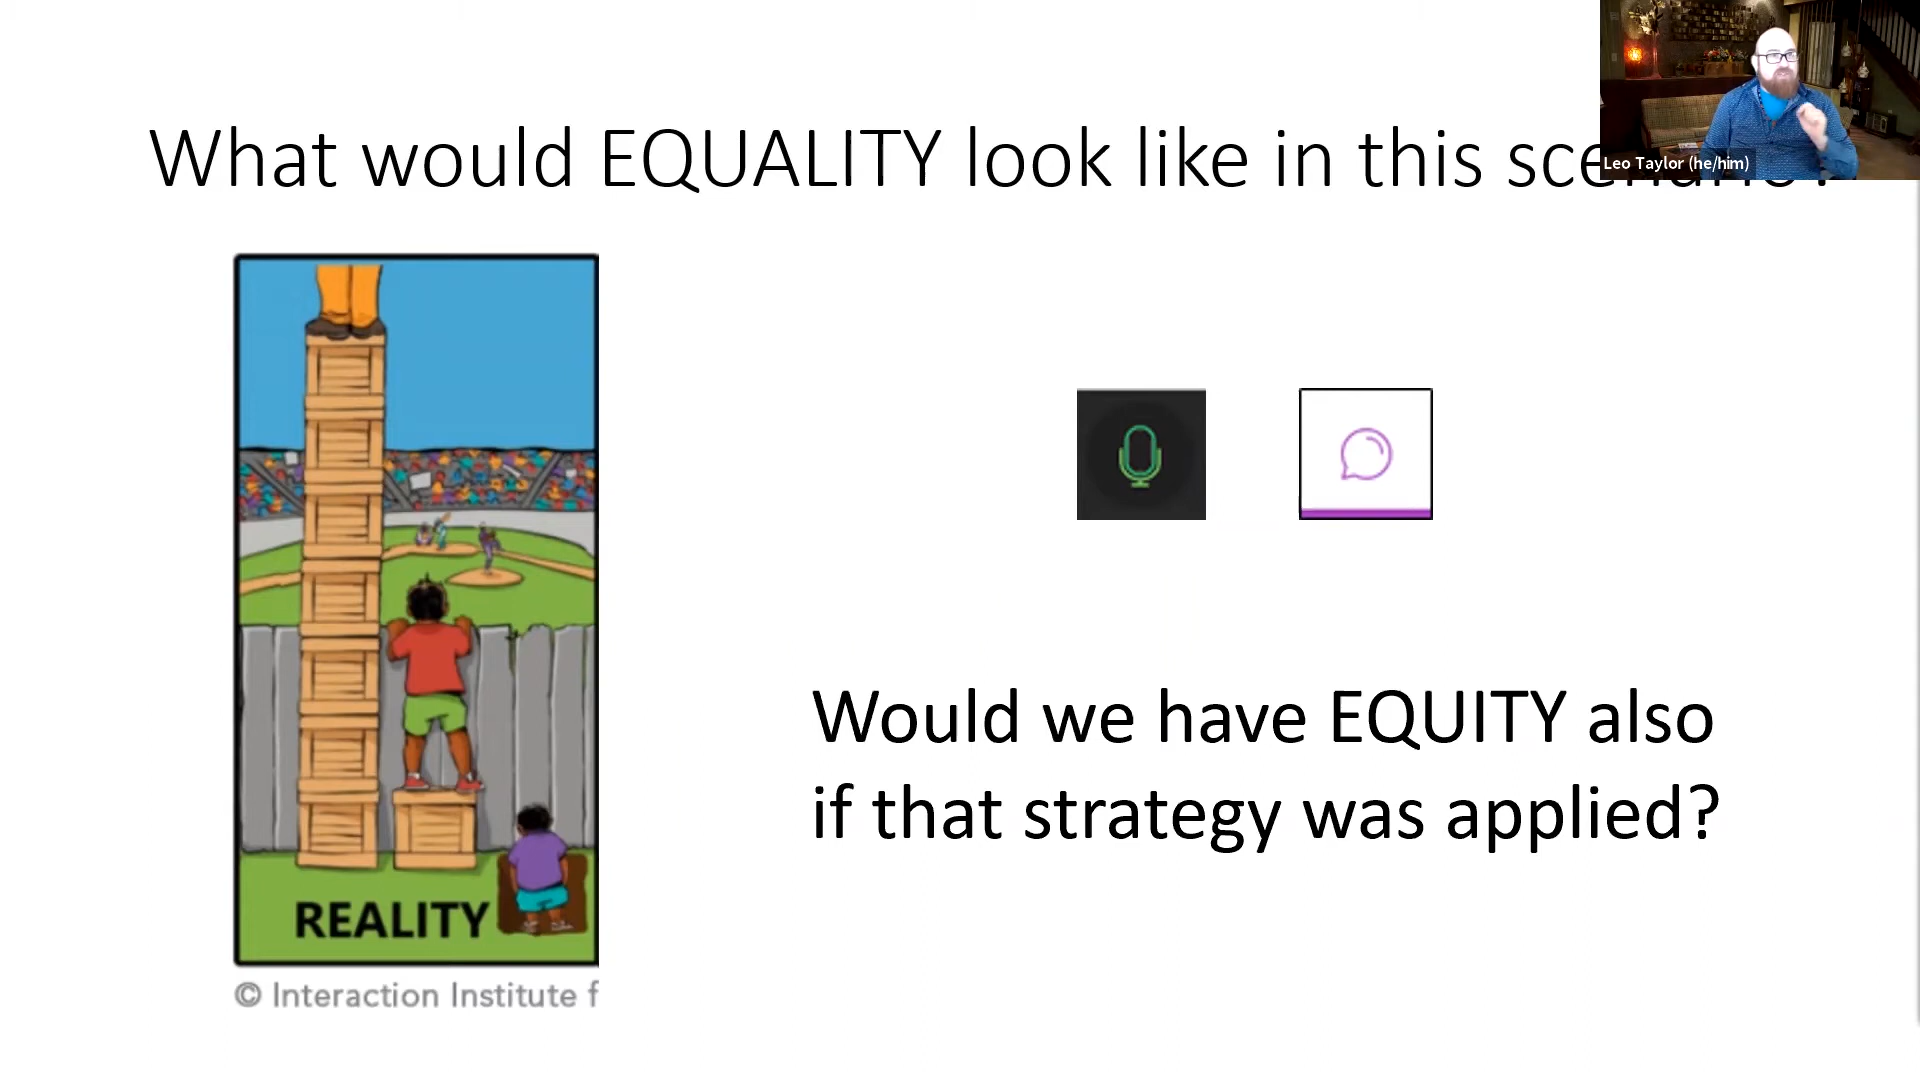 What would EQUALITY look like in this
Leo Taylor (he/him)
REALITY
© Interaction Institute f
Would we have EQUITY also
if that strategy was applied?